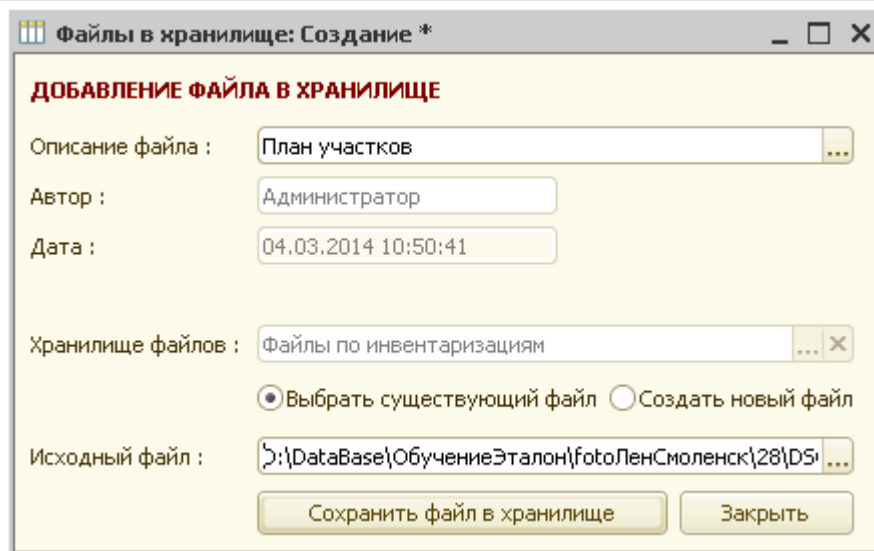 Файлы в хранилище: Создание *
ДОБАВЛЕНИЕ ФАЙЛА В ХРАНИЛИЩЕ
Описание файла : План участков ...
Автор : Администратор
Дата : 04.03.2014 10:50:41
Хранилище файлов : Файлы по инвентаризациям ...
Выбрать существующий файл Создать новый файл
Исходный файл : D:\DataBase\ОбучениеЭталон\fotoЛенСмоленск\28\ ...
Сохранить файл в хранилище Закрыть